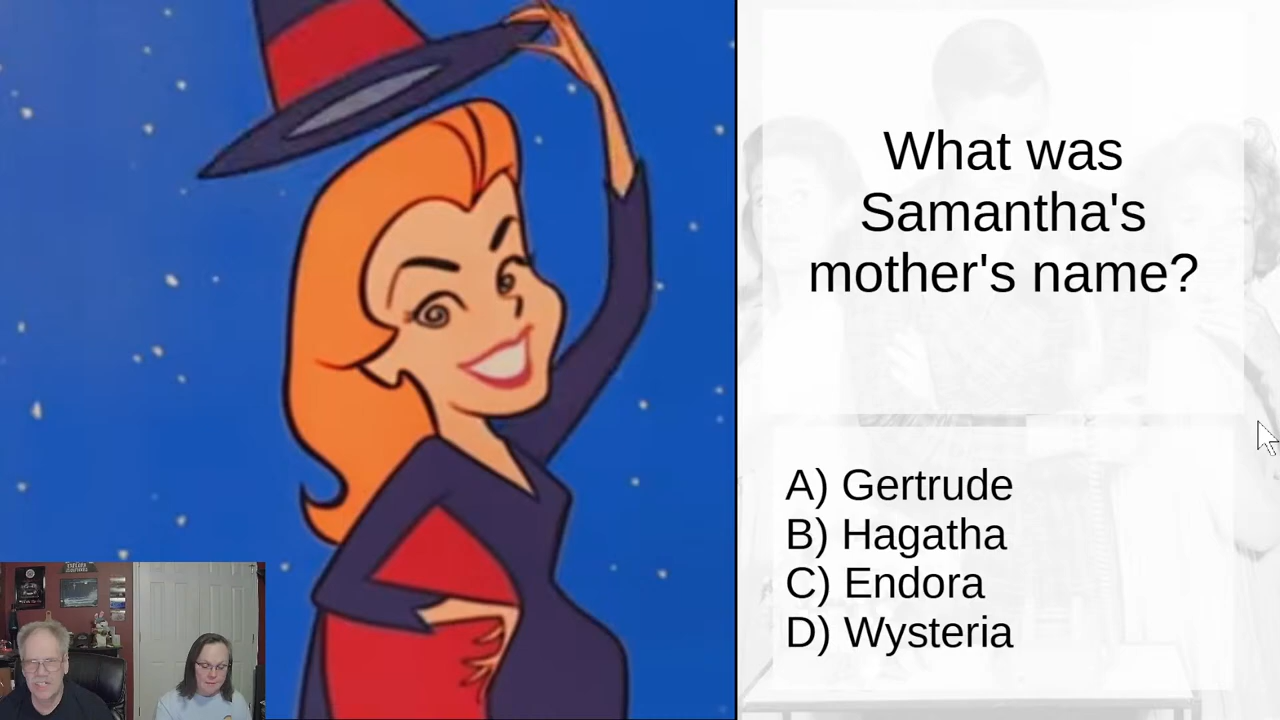 What was
Samantha's
mother's name?
A) Gertrude
B) Hagatha
C) Endora
D) Wysteria